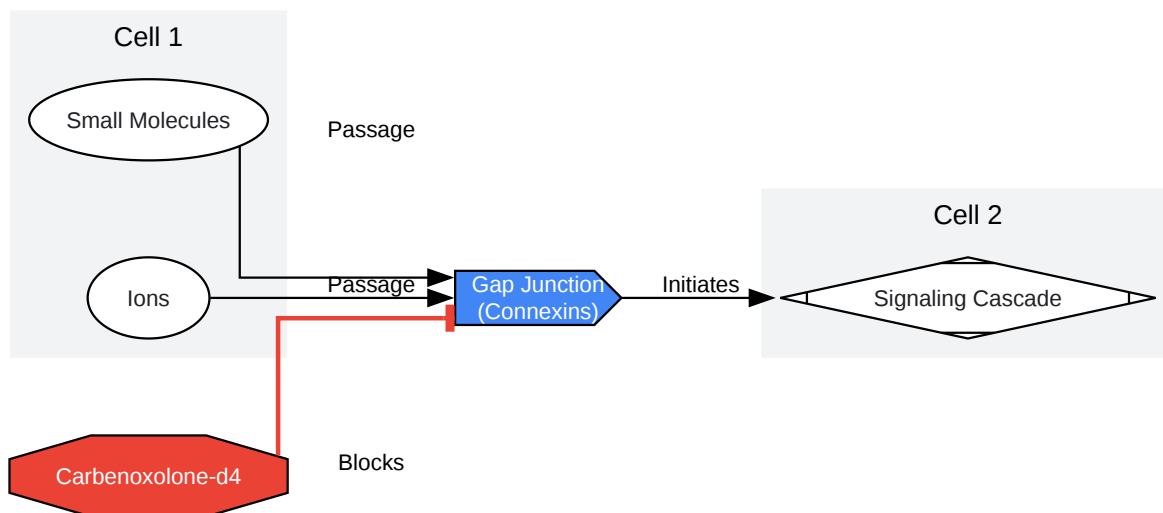 Cell 1
Small Molecules
Passage
Cell 2
Ions
Passage
Gap Junction
(Connexins)
Initiates
Signaling Cascade
Carbenoxolone-d4
Blocks